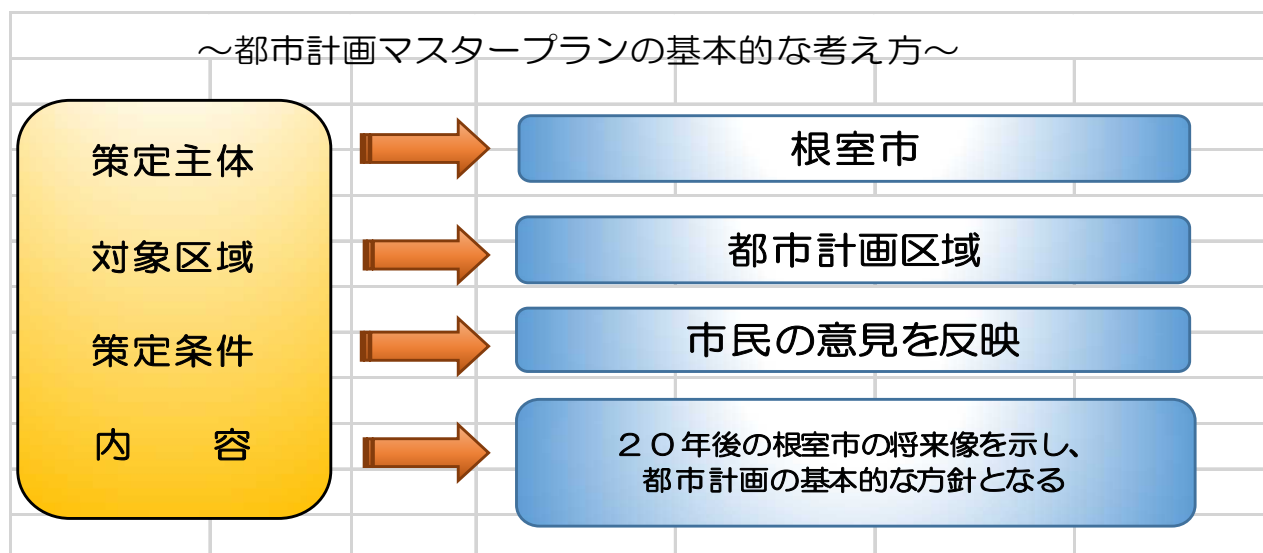 ～都市計画マスタープランの基本的な考え方～
策定主体
根室市
対象区域
都市計画区域
策定条件
市民の意見を反映
内　　容
２０年後の根室市の将来像を示し、
都市計画の基本的な方針となる